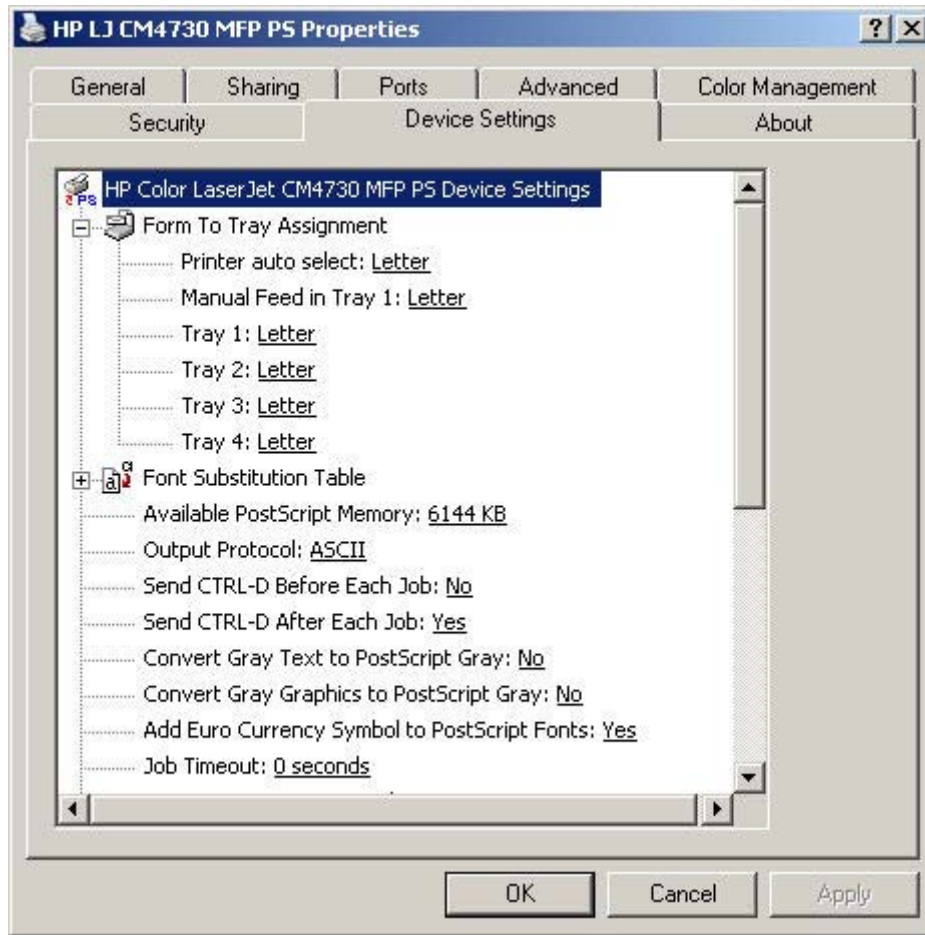 HP LJ CM4730 MFP PS Properties
? X
General Sharing Ports Advanced Color Management
Security Device Settings About
HP Color LaserJet CM4730 MFP PS Device Settings
Form To Tray Assignment
Printer auto select: Letter
Manual Feed in Tray 1: Letter
Tray 1: Letter
Tray 2: Letter
Tray 3: Letter
Tray 4: Letter
Font Substitution Table
Available PostScript Memory: 6144 KB
Output Protocol: ASCII
Send CTRL-D Before Each Job: No
Send CTRL-D After Each Job: Yes
Convert Gray Text to PostScript Gray: No
Convert Gray Graphics to PostScript Gray: No
Add Euro Currency Symbol to PostScript Fonts: Yes
Job Timeout: 0 seconds
OK Cancel Apply